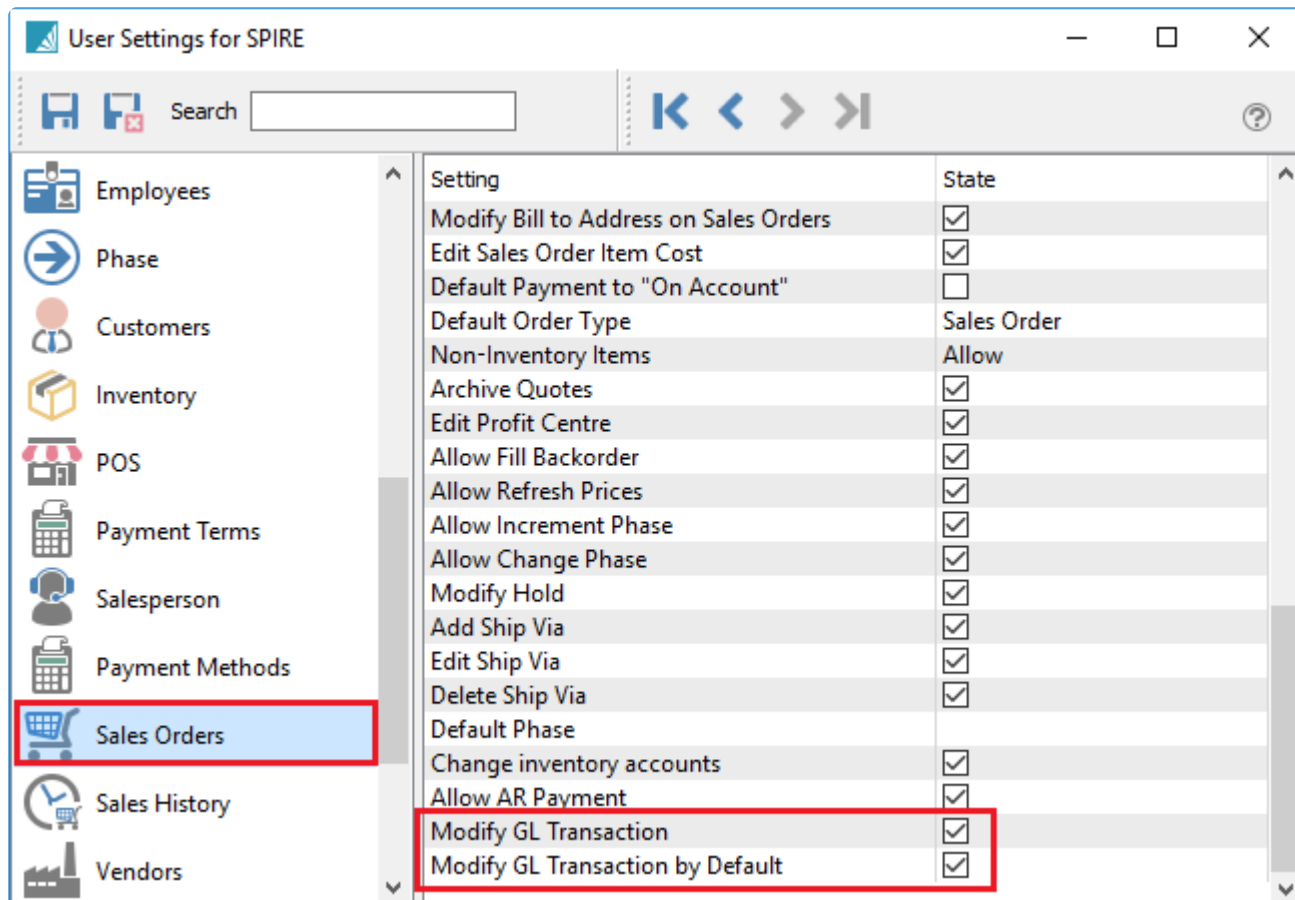 User Settings for SPIRE
Search
Employees
Phase
Customers
Inventory
POS
Payment Terms
Salesperson
Payment Methods
Sales Orders
Sales History
Vendors
Setting State
Modify Bill to Address on Sales Orders
Edit Sales Order Item Cost
Default Payment to "On Account"
Default Order Type Sales Order
Non-Inventory Items Allow
Archive Quotes
Edit Profit Centre
Allow Fill Backorder
Allow Refresh Prices
Allow Increment Phase
Allow Change Phase
Modify Hold
Add Ship Via
Edit Ship Via
Delete Ship Via
Default Phase
Change inventory accounts
Allow AR Payment
Modify GL Transaction
Modify GL Transaction by Default